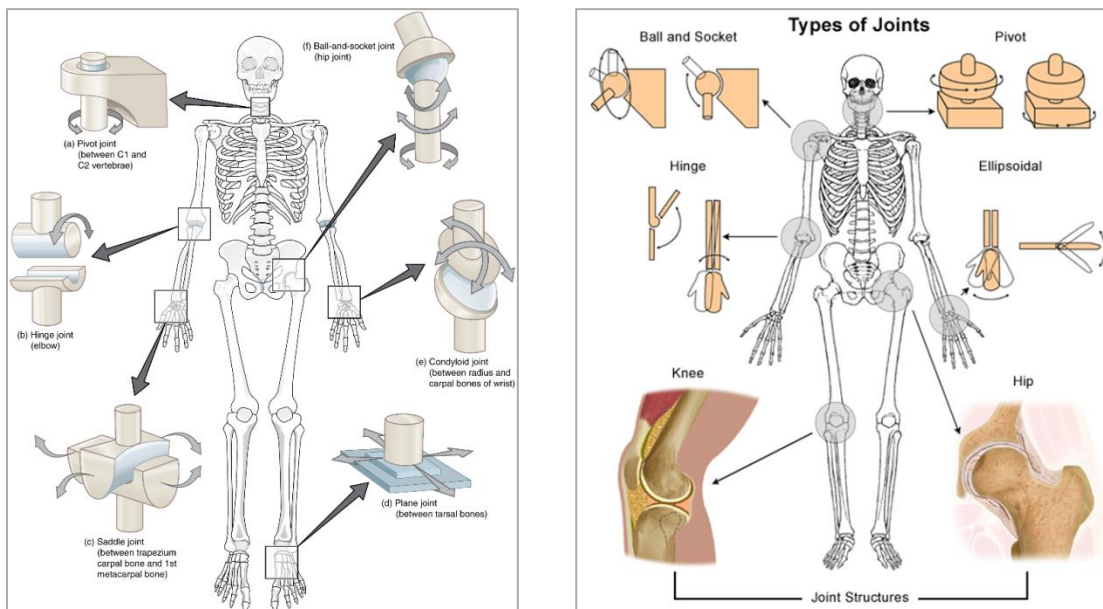 (a) Pivot joint
(between C1 and
C2 vertebrae)
(b) Hinge joint
(elbow)
(c) Saddle joint
(between trapezium
carpal bone and 1st
metacarpal bone)
(f) Ball-and-socket joint
(hip joint)
(e) Condyloid joint
(between radius and
carpal bones of wrist)
(d) Plane joint
(between tarsal bones)
Types of Joints
Ball and Socket
Pivot
Hinge
Ellipsoidal
Knee
Hip
Joint Structures